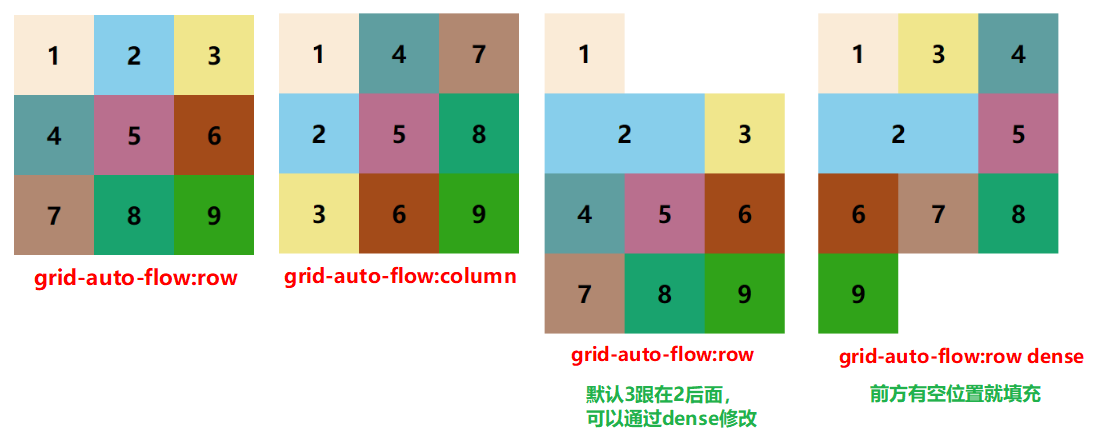 1 2 3
4 5 6
7 8 9
grid-auto-flow:row
1 4 7
2 5 8
3 6 9
grid-auto-flow:column
1
2 3
4 5 6
7 8 9
grid-auto-flow:row
默认3跟在2后面，
可以通过dense修改
1 3 4
2 5
6 7 8
9
grid-auto-flow:row dense
前方有空位置就填充